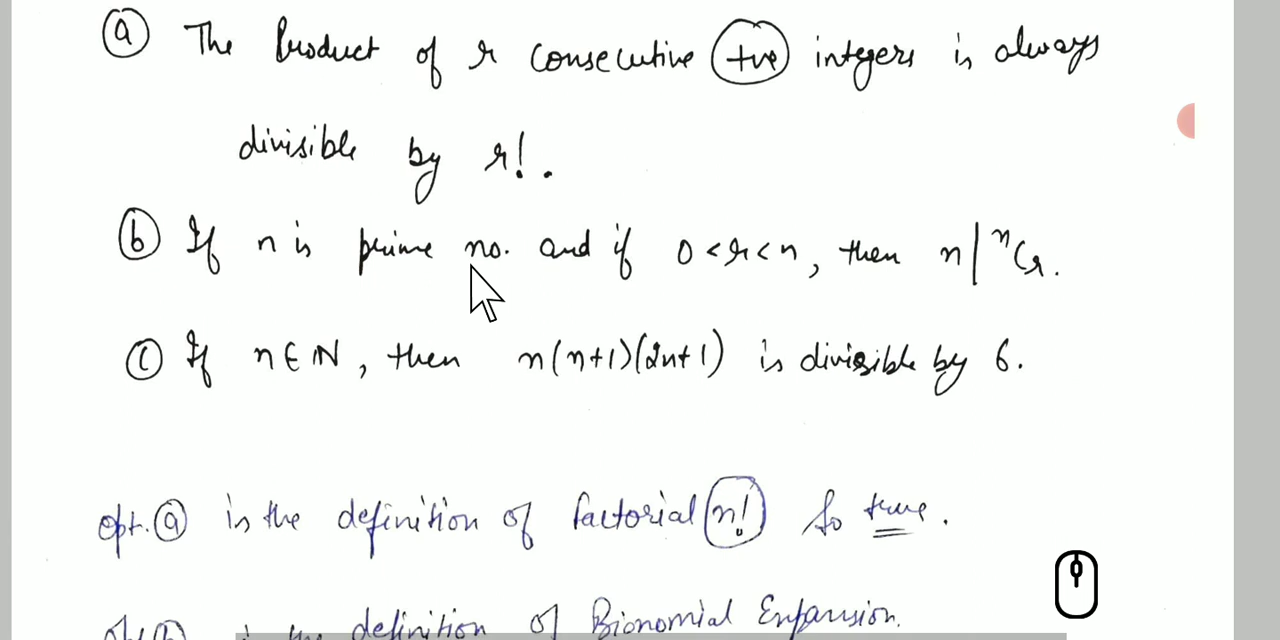 (a) The Product of r consecutive (+ve) integers is always
divisible by r!.
(b) If n is prime no. and if 0<r<n, then n/ⁿCr.
(c) If n∈ℕ, then n(n+1)(2n+1) is divisible by 6.
Opt. (a) is the definition of factorial (n!) So true.
definition of Bionomial Expansion.